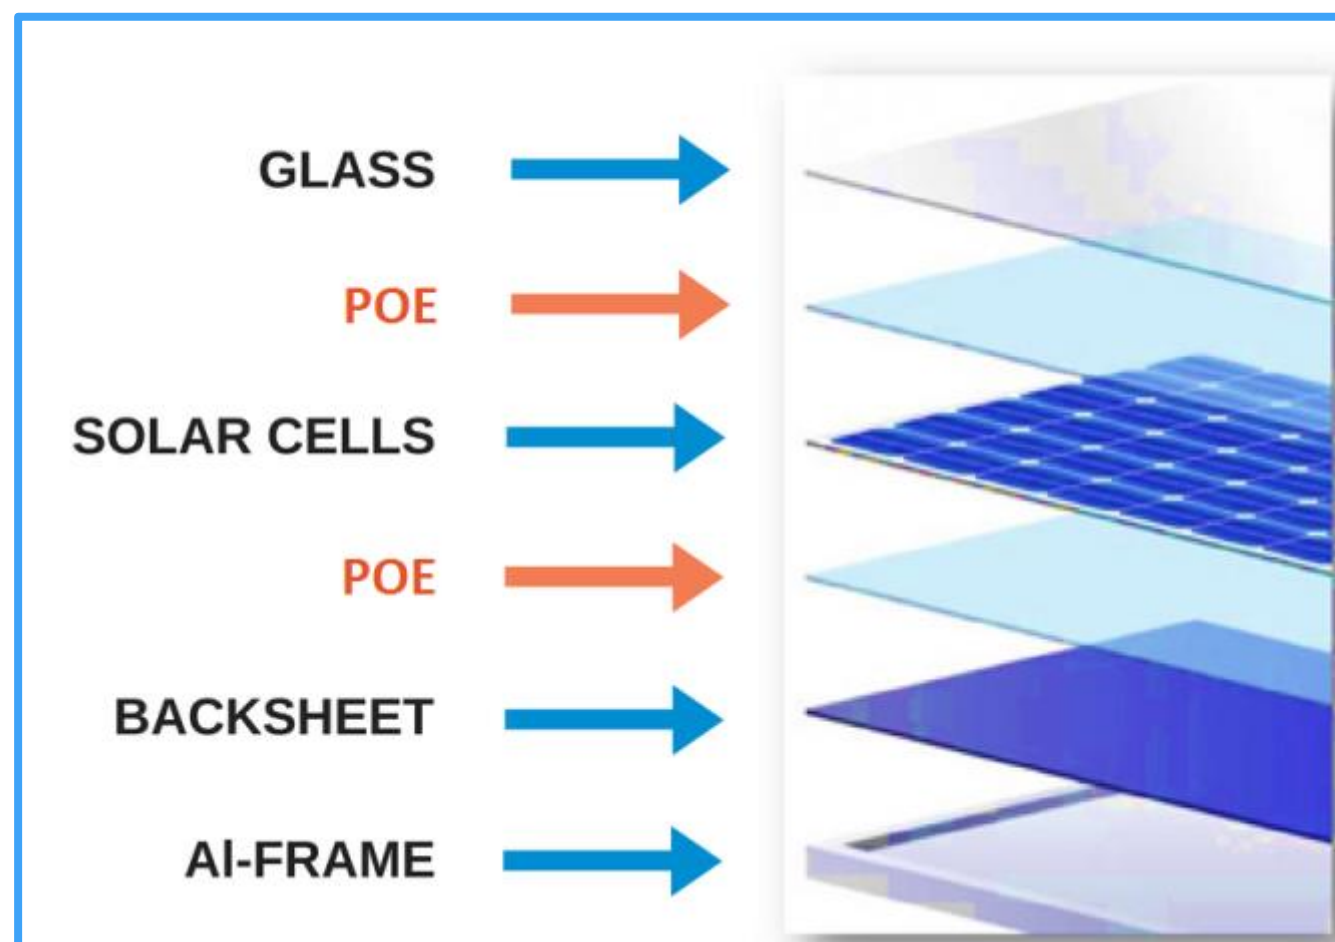 GLASS
POE
SOLAR CELLS
POE
BACKSHEET
Al-FRAME